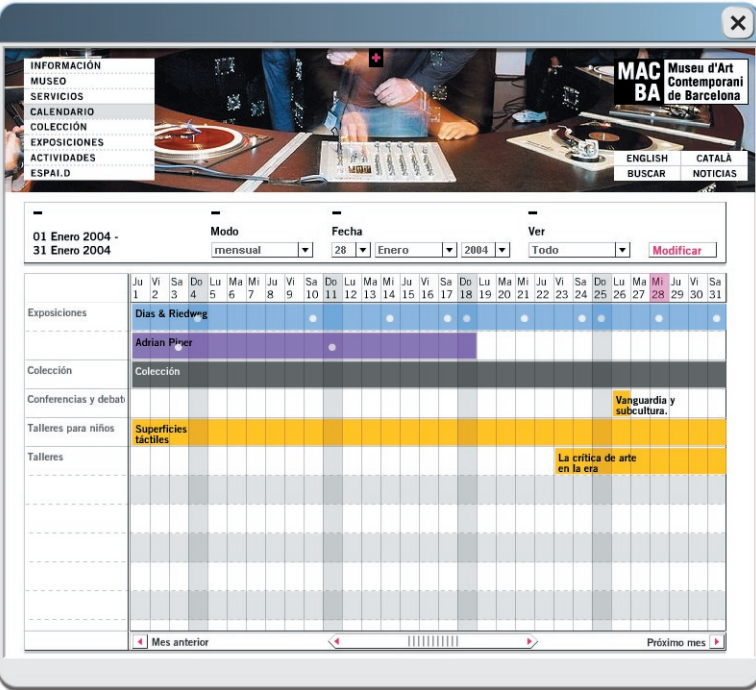 INFORMACIÓN
MUSEO
SERVICIOS
CALENDARIO
COLECCIÓN
EXPOSICIONES
ACTIVIDADES
ESPAI.D
MAC Museu d'Art
BA Contemporani
de Barcelona
ENGLISH CATALÀ
BUSCAR NOTICIAS
01 Enero 2004 -
31 Enero 2004
Modo Fecha Ver
mensual 28 Enero 2004 Todo Modificar
Ju Vi Sa Do Lu Ma Mi Ju Vi Sa Do Lu Ma Mi Ju Vi Sa Do Lu Ma Mi Ju Vi Sa Do Lu Ma Mi Ju Vi Sa
1 2 3 4 5 6 7 8 9 10 11 12 13 14 15 16 17 18 19 20 21 22 23 24 25 26 27 28 29 30 31
Exposiciones Dias & Riedweg
Adrian Piper
Colección Colección
Conferencias y debat Vanguardia y
subcultura.
Talleres para niños Superficies
táctiles
Talleres La crítica de arte
en la era
Mes anterior Próximo mes